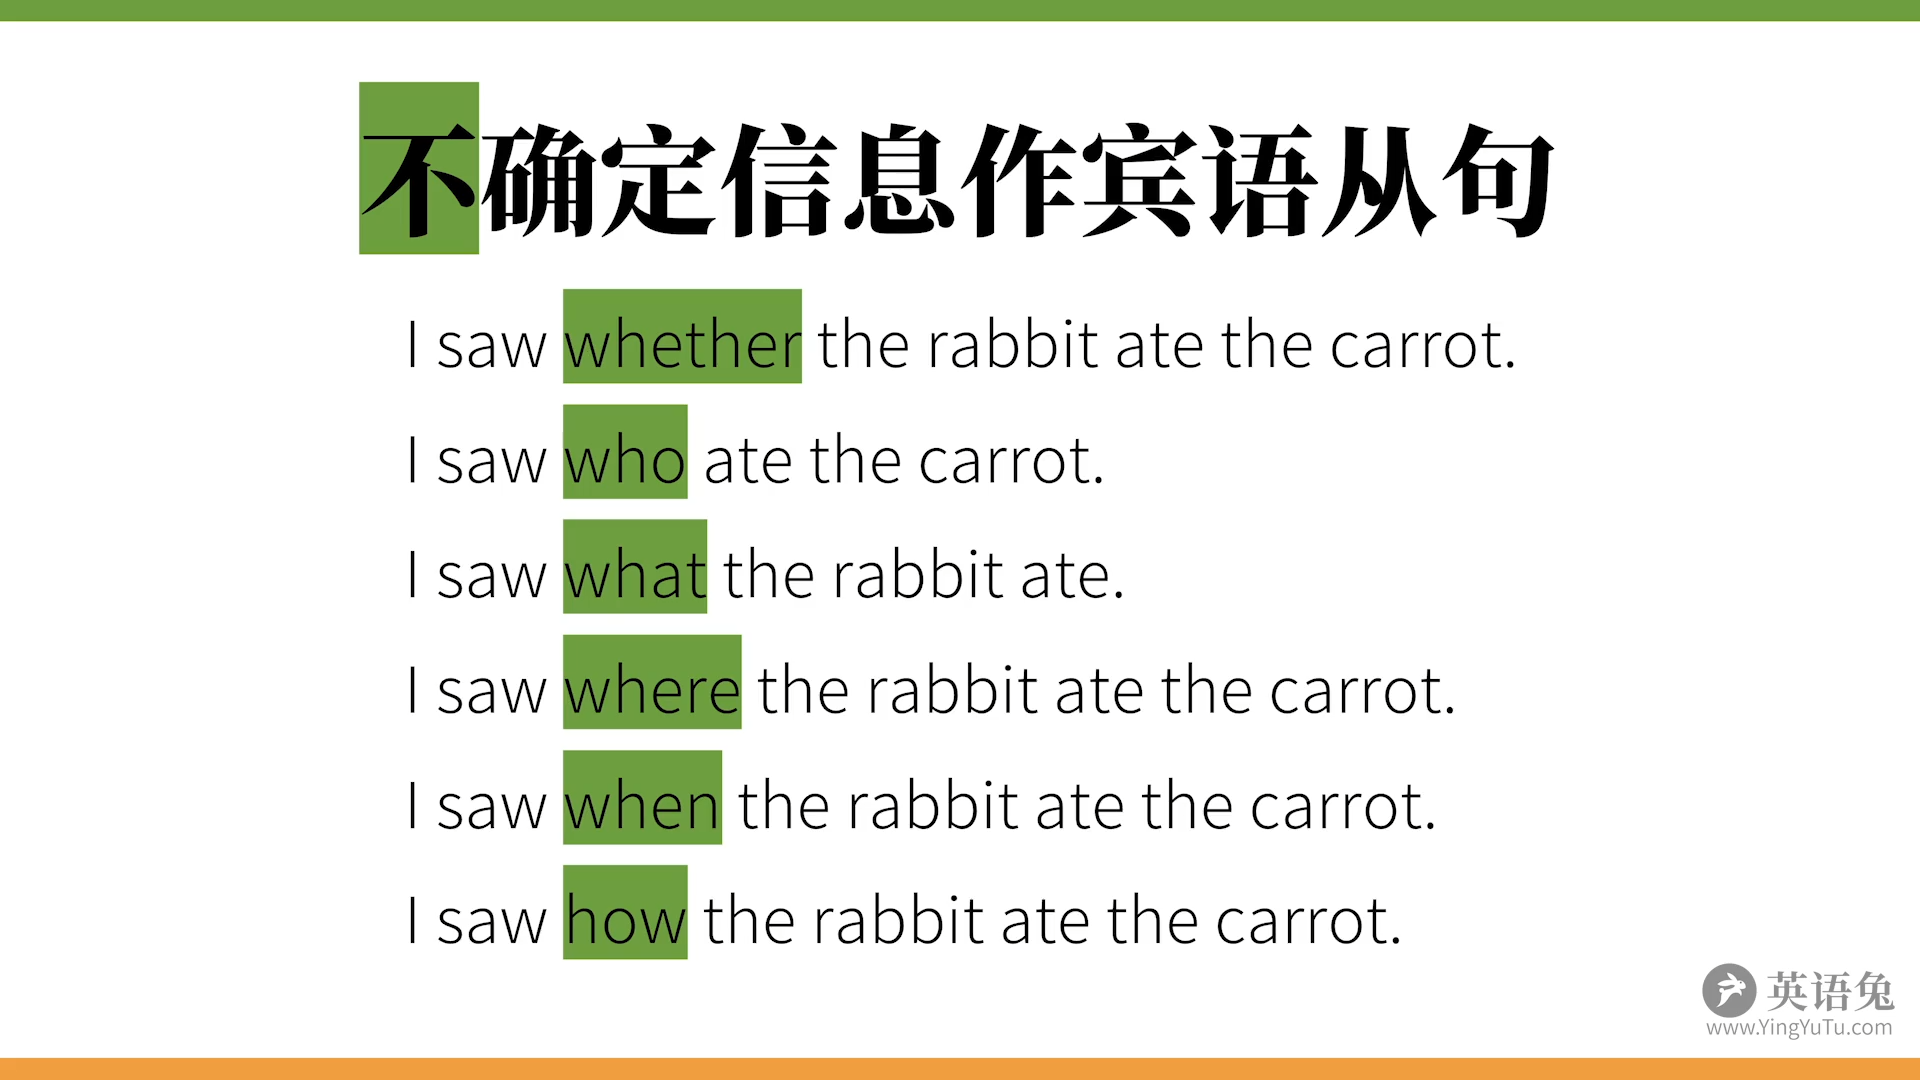 不确定信息作宾语从句
I saw whether the rabbit ate the carrot.
I saw who ate the carrot.
I saw what the rabbit ate.
I saw where the rabbit ate the carrot.
I saw when the rabbit ate the carrot.
I saw how the rabbit ate the carrot.
英语兔
www.YingYuTu.com